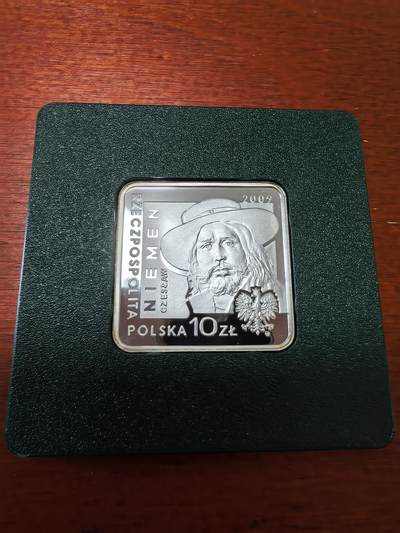 2009
RZECZPOSPOLITA
NIEMEN
CZESŁAW
POLSKA 10 ZŁ